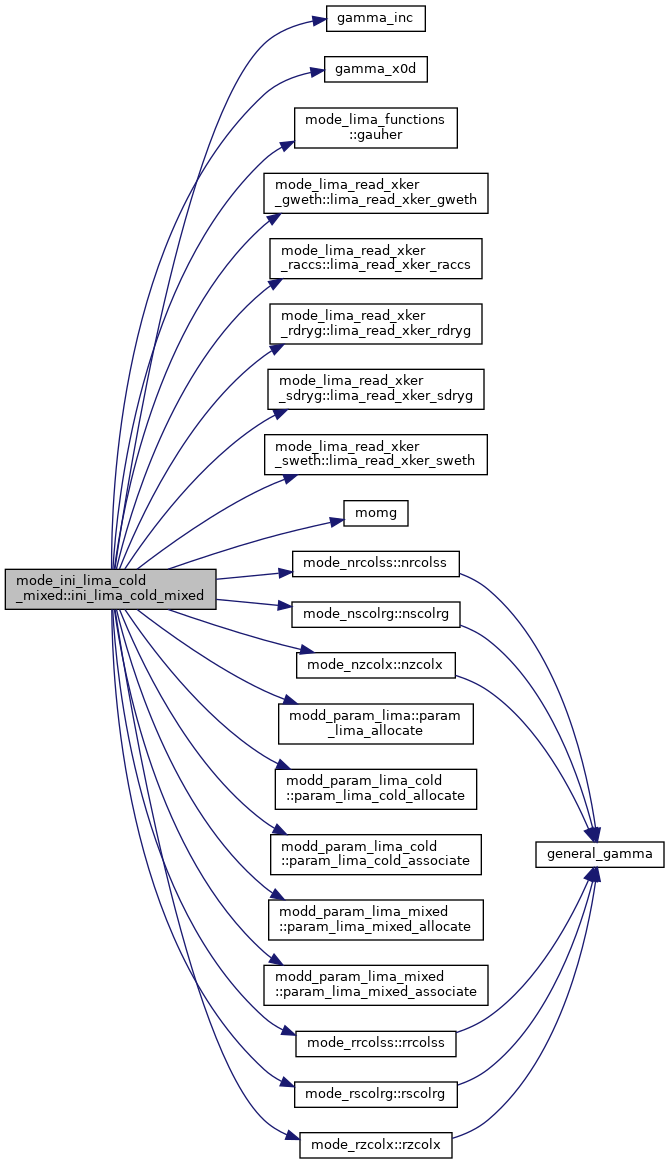 gamma_inc
gamma_x0d
mode_lima_functions
::gauher
mode_lima_read_xker
_gweth::lima_read_xker_gweth
mode_lima_read_xker
_raccs::lima_read_xker_raccs
mode_lima_read_xker
_rdryg::lima_read_xker_rdryg
mode_lima_read_xker
_sdryg::lima_read_xker_sdryg
mode_lima_read_xker
_sweth::lima_read_xker_sweth
momg
mode_ini_lima_cold
_mixed::ini_lima_cold_mixed
mode_nrcolss::nrcolss
mode_nscolrg::nscolrg
mode_nzcolx::nzcolx
modd_param_lima::param
_lima_allocate
modd_param_lima_cold
::param_lima_cold_allocate
modd_param_lima_cold
::param_lima_cold_associate
general_gamma
modd_param_lima_mixed
::param_lima_mixed_allocate
modd_param_lima_mixed
::param_lima_mixed_associate
mode_rrcolss::rrcolss
mode_rscolrg::rscolrg
mode_rzcolx::rzcolx